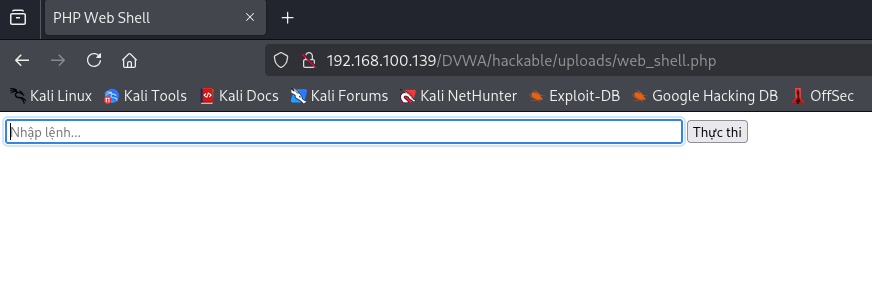 PHP Web Shell
192.168.100.139/DVWA/hackable/uploads/web_shell.php
Kali Linux Kali Tools Kali Docs Kali Forums Kali NetHunter Exploit-DB Google Hacking DB OffSec
Nhập lệnh... Thực thi